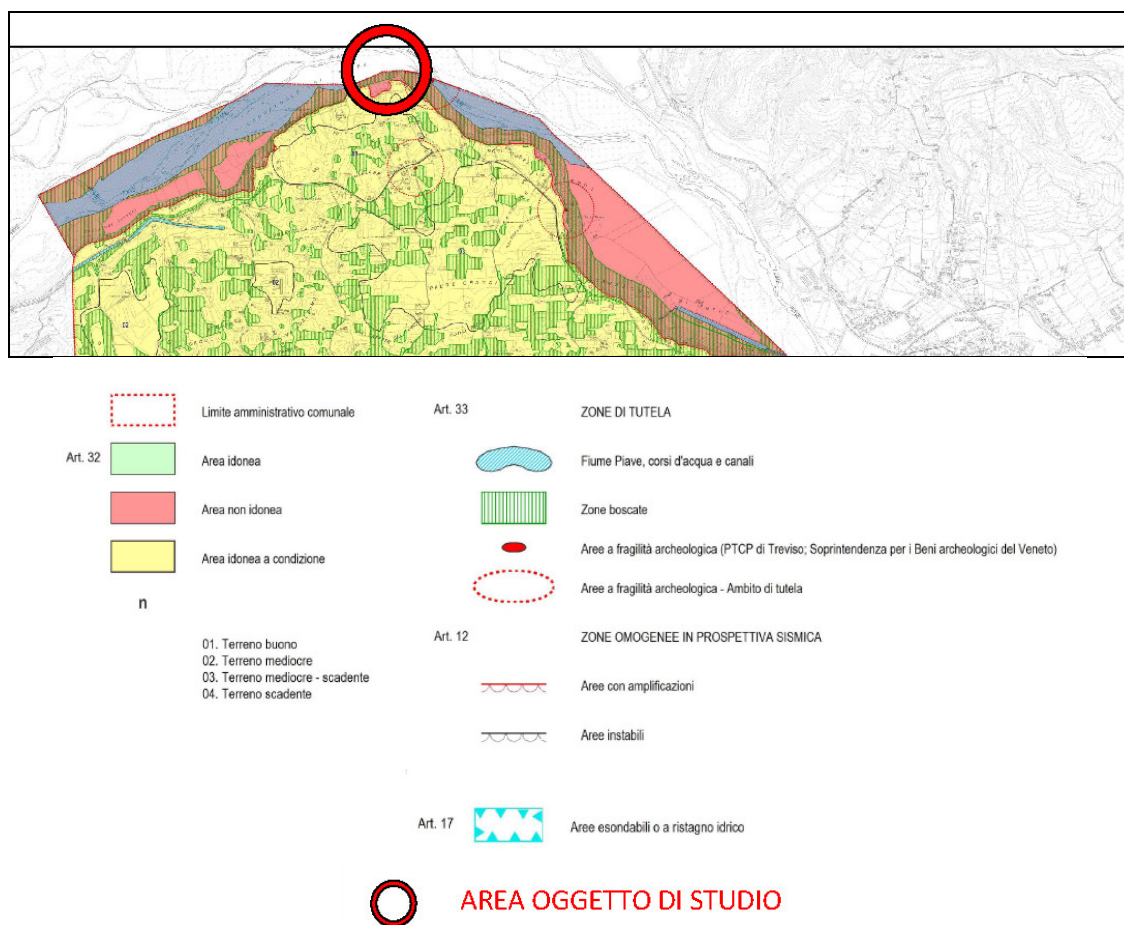 Limite amministrativo comunale
Art. 32
Area idonea
Area non idonea
Area idonea a condizione
n
01. Terreno buono
02. Terreno mediocre
03. Terreno mediocre - scadente
04. Terreno scadente
Art. 33
ZONE DI TUTELA
Fiume Piave, corsi d'acqua e canali
Zone boscate
Aree a fragilità archeologica (PTCP di Treviso; Soprintendenza per i Beni archeologici del Veneto)
Aree a fragilità archeologica - Ambito di tutela
Art. 12
ZONE OMOGENEE IN PROSPETTIVA SISMICA
Aree con amplificazioni
Aree instabili
Art. 17
Aree esondabili o a ristagno idrico
AREA OGGETTO DI STUDIO